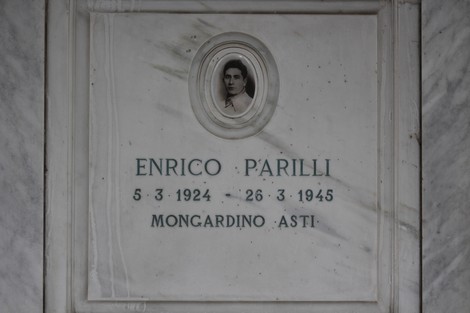 ENRICO PARILLI
5 3 1924 - 26 3 1945
MONGARDINO ASTI